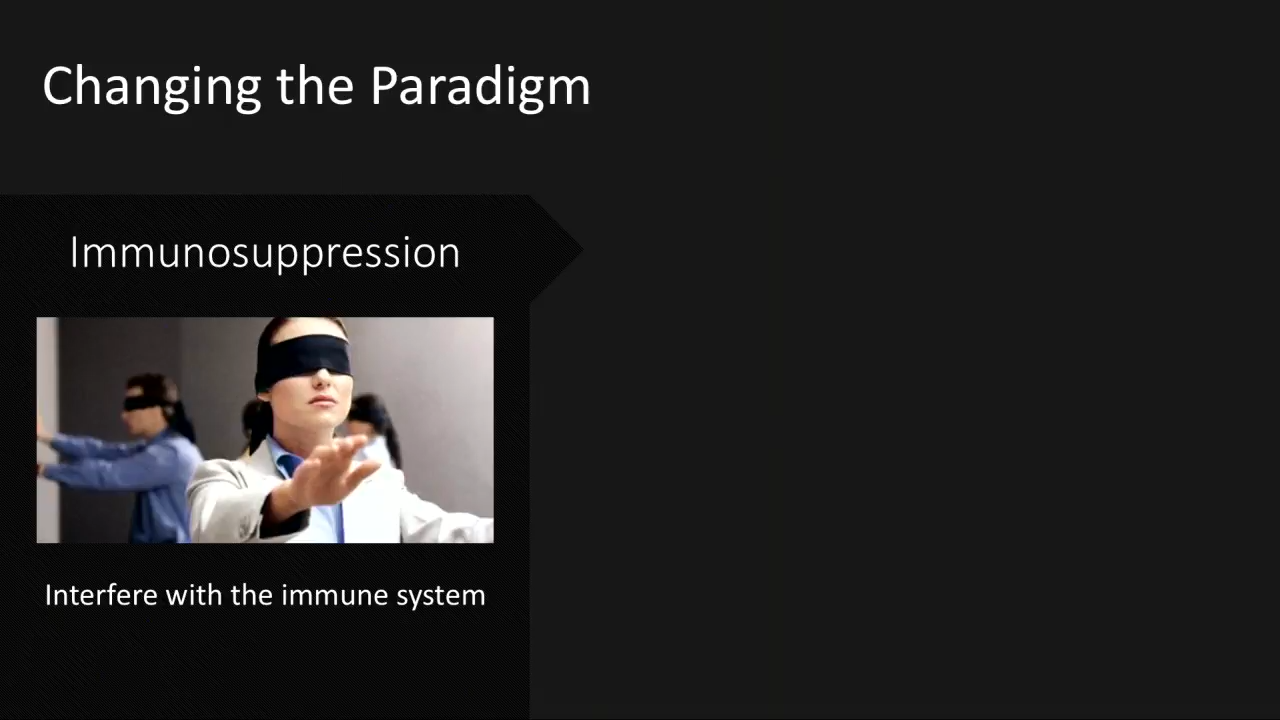 Changing the Paradigm
Immunosuppression
Interfere with the immune system